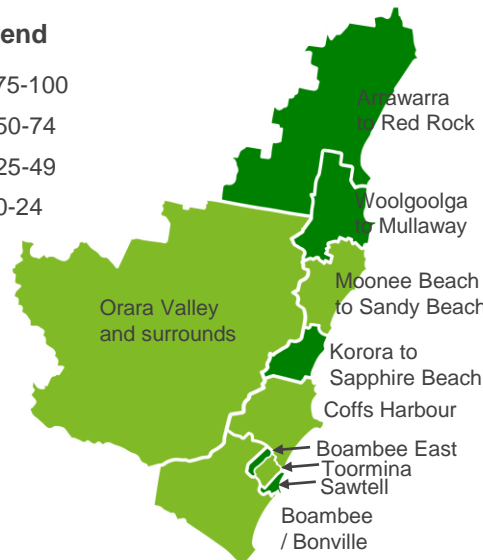 end
75-100
50-74
25-49
0-24
Arrawarra
to Red Rock
Woolgoolga
to Mullaway
Moonee Beach
to Sandy Beach
Orara Valley
and surrounds
Korora to
Sapphire Beach
Coffs Harbour
Boambee East
Toormina
Sawtell
Boambee
/ Bonville